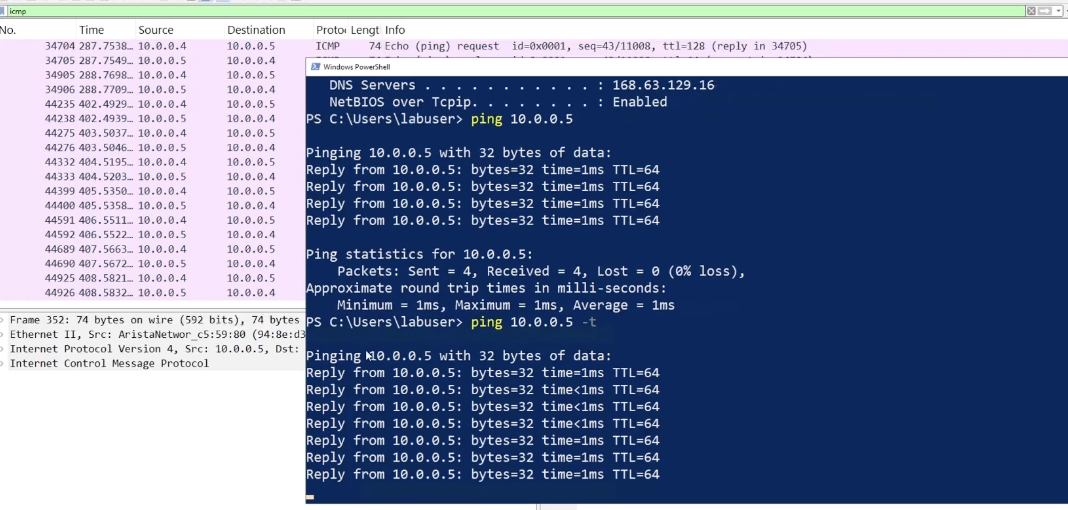 icmp
No. Time Source Destination Protoc Lengt Info
34704 287.7538… 10.0.0.4 10.0.0.5 ICMP 74 Echo (ping) request id=0x0001, seq=43/11008, ttl=128 (reply in 34705)
34705 287.7549… 10.0.0.5 10.0.0.4
34905 288.7698… 10.0.0.4 10.0.0.5
34906 288.7709… 10.0.0.5 10.0.0.4
44235 402.4929… 10.0.0.4 10.0.0.5
44238 402.4939… 10.0.0.5 10.0.0.4
44275 403.5037… 10.0.0.4 10.0.0.5
44276 403.5046… 10.0.0.5 10.0.0.4
44332 404.5195… 10.0.0.4 10.0.0.5
44333 404.5203… 10.0.0.5 10.0.0.4
44399 405.5350… 10.0.0.4 10.0.0.5
44400 405.5358… 10.0.0.5 10.0.0.4
44591 406.5511… 10.0.0.4 10.0.0.5
44592 406.5522… 10.0.0.5 10.0.0.4
44689 407.5663… 10.0.0.4 10.0.0.5
44690 407.5672… 10.0.0.5 10.0.0.4
44925 408.5821… 10.0.0.4 10.0.0.5
44926 408.5832… 10.0.0.5 10.0.0.4
Frame 352: 74 bytes on wire (592 bits), 74 bytes
Ethernet II, Src: AristaNetwor_c5:59:80 (94:8e:d3
Internet Protocol Version 4, Src: 10.0.0.5, Dst:
Internet Control Message Protocol
Windows PowerShell
DNS Servers . . . . . . . . . . . : 168.63.129.16
NetBIOS over Tcpip. . . . . . . . : Enabled
PS C:\Users\labuser> ping 10.0.0.5
Pinging 10.0.0.5 with 32 bytes of data:
Reply from 10.0.0.5: bytes=32 time=1ms TTL=64
Reply from 10.0.0.5: bytes=32 time=1ms TTL=64
Reply from 10.0.0.5: bytes=32 time=1ms TTL=64
Reply from 10.0.0.5: bytes=32 time=1ms TTL=64
Ping statistics for 10.0.0.5:
Packets: Sent = 4, Received = 4, Lost = 0 (0% loss),
Approximate round trip times in milli-seconds:
Minimum = 1ms, Maximum = 1ms, Average = 1ms
PS C:\Users\labuser> ping 10.0.0.5 -t
Pinging 10.0.0.5 with 32 bytes of data:
Reply from 10.0.0.5: bytes=32 time=1ms TTL=64
Reply from 10.0.0.5: bytes=32 time<1ms TTL=64
Reply from 10.0.0.5: bytes=32 time=1ms TTL=64
Reply from 10.0.0.5: bytes=32 time<1ms TTL=64
Reply from 10.0.0.5: bytes=32 time=1ms TTL=64
Reply from 10.0.0.5: bytes=32 time=1ms TTL=64
Reply from 10.0.0.5: bytes=32 time=1ms TTL=64